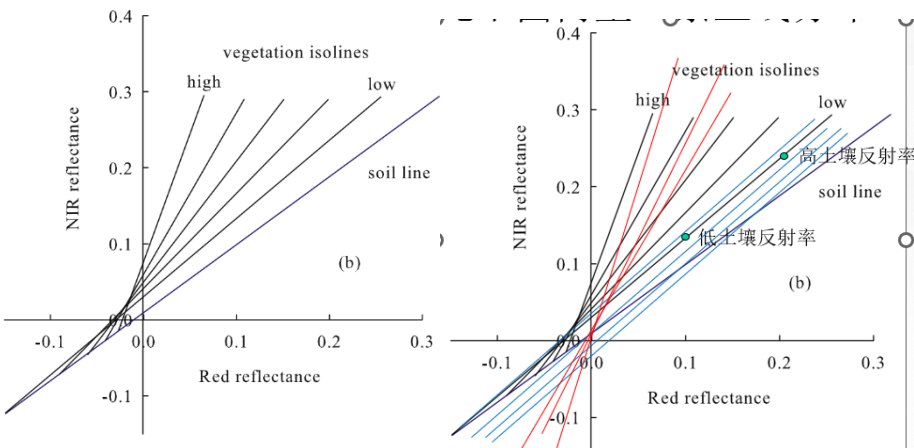 0.4
vegetation isolines
high
low
0.3
NIR reflectance
0.2
soil line
0.1
(b)
0.0
-0.1
0.0
0.1
0.2
0.3
Red reflectance
-0.1
0.4
vegetation isolines
high
low
0.3
高土壤反射率
NIR reflectance
0.2
soil line
低土壤反射率
0.1
(b)
-0.1
0.0
0.1
0.2
0.3
Red reflectance
-0.1